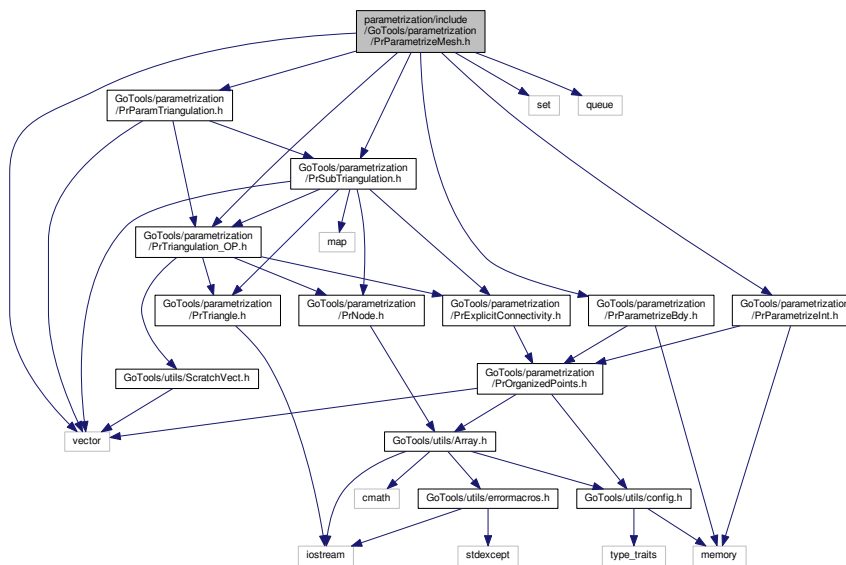 parametrization/include
/GoTools/parametrization
/PrParametrizeMesh.h
GoTools/parametrization
/PrParamTriangulation.h
set
queue
GoTools/parametrization
/PrSubTriangulation.h
GoTools/parametrization
/PrTriangulation_OP.h
map
GoTools/parametrization
/PrTriangle.h
GoTools/parametrization
/PrNode.h
GoTools/parametrization
/PrExplicitConnectivity.h
GoTools/parametrization
/PrParametrizeBdy.h
GoTools/parametrization
/PrParametrizeInt.h
GoTools/utils/ScratchVect.h
GoTools/parametrization
/PrOrganizedPoints.h
vector
GoTools/utils/Array.h
cmath
GoTools/utils/errormacros.h
GoTools/utils/config.h
iostream
stdexcept
type_traits
memory